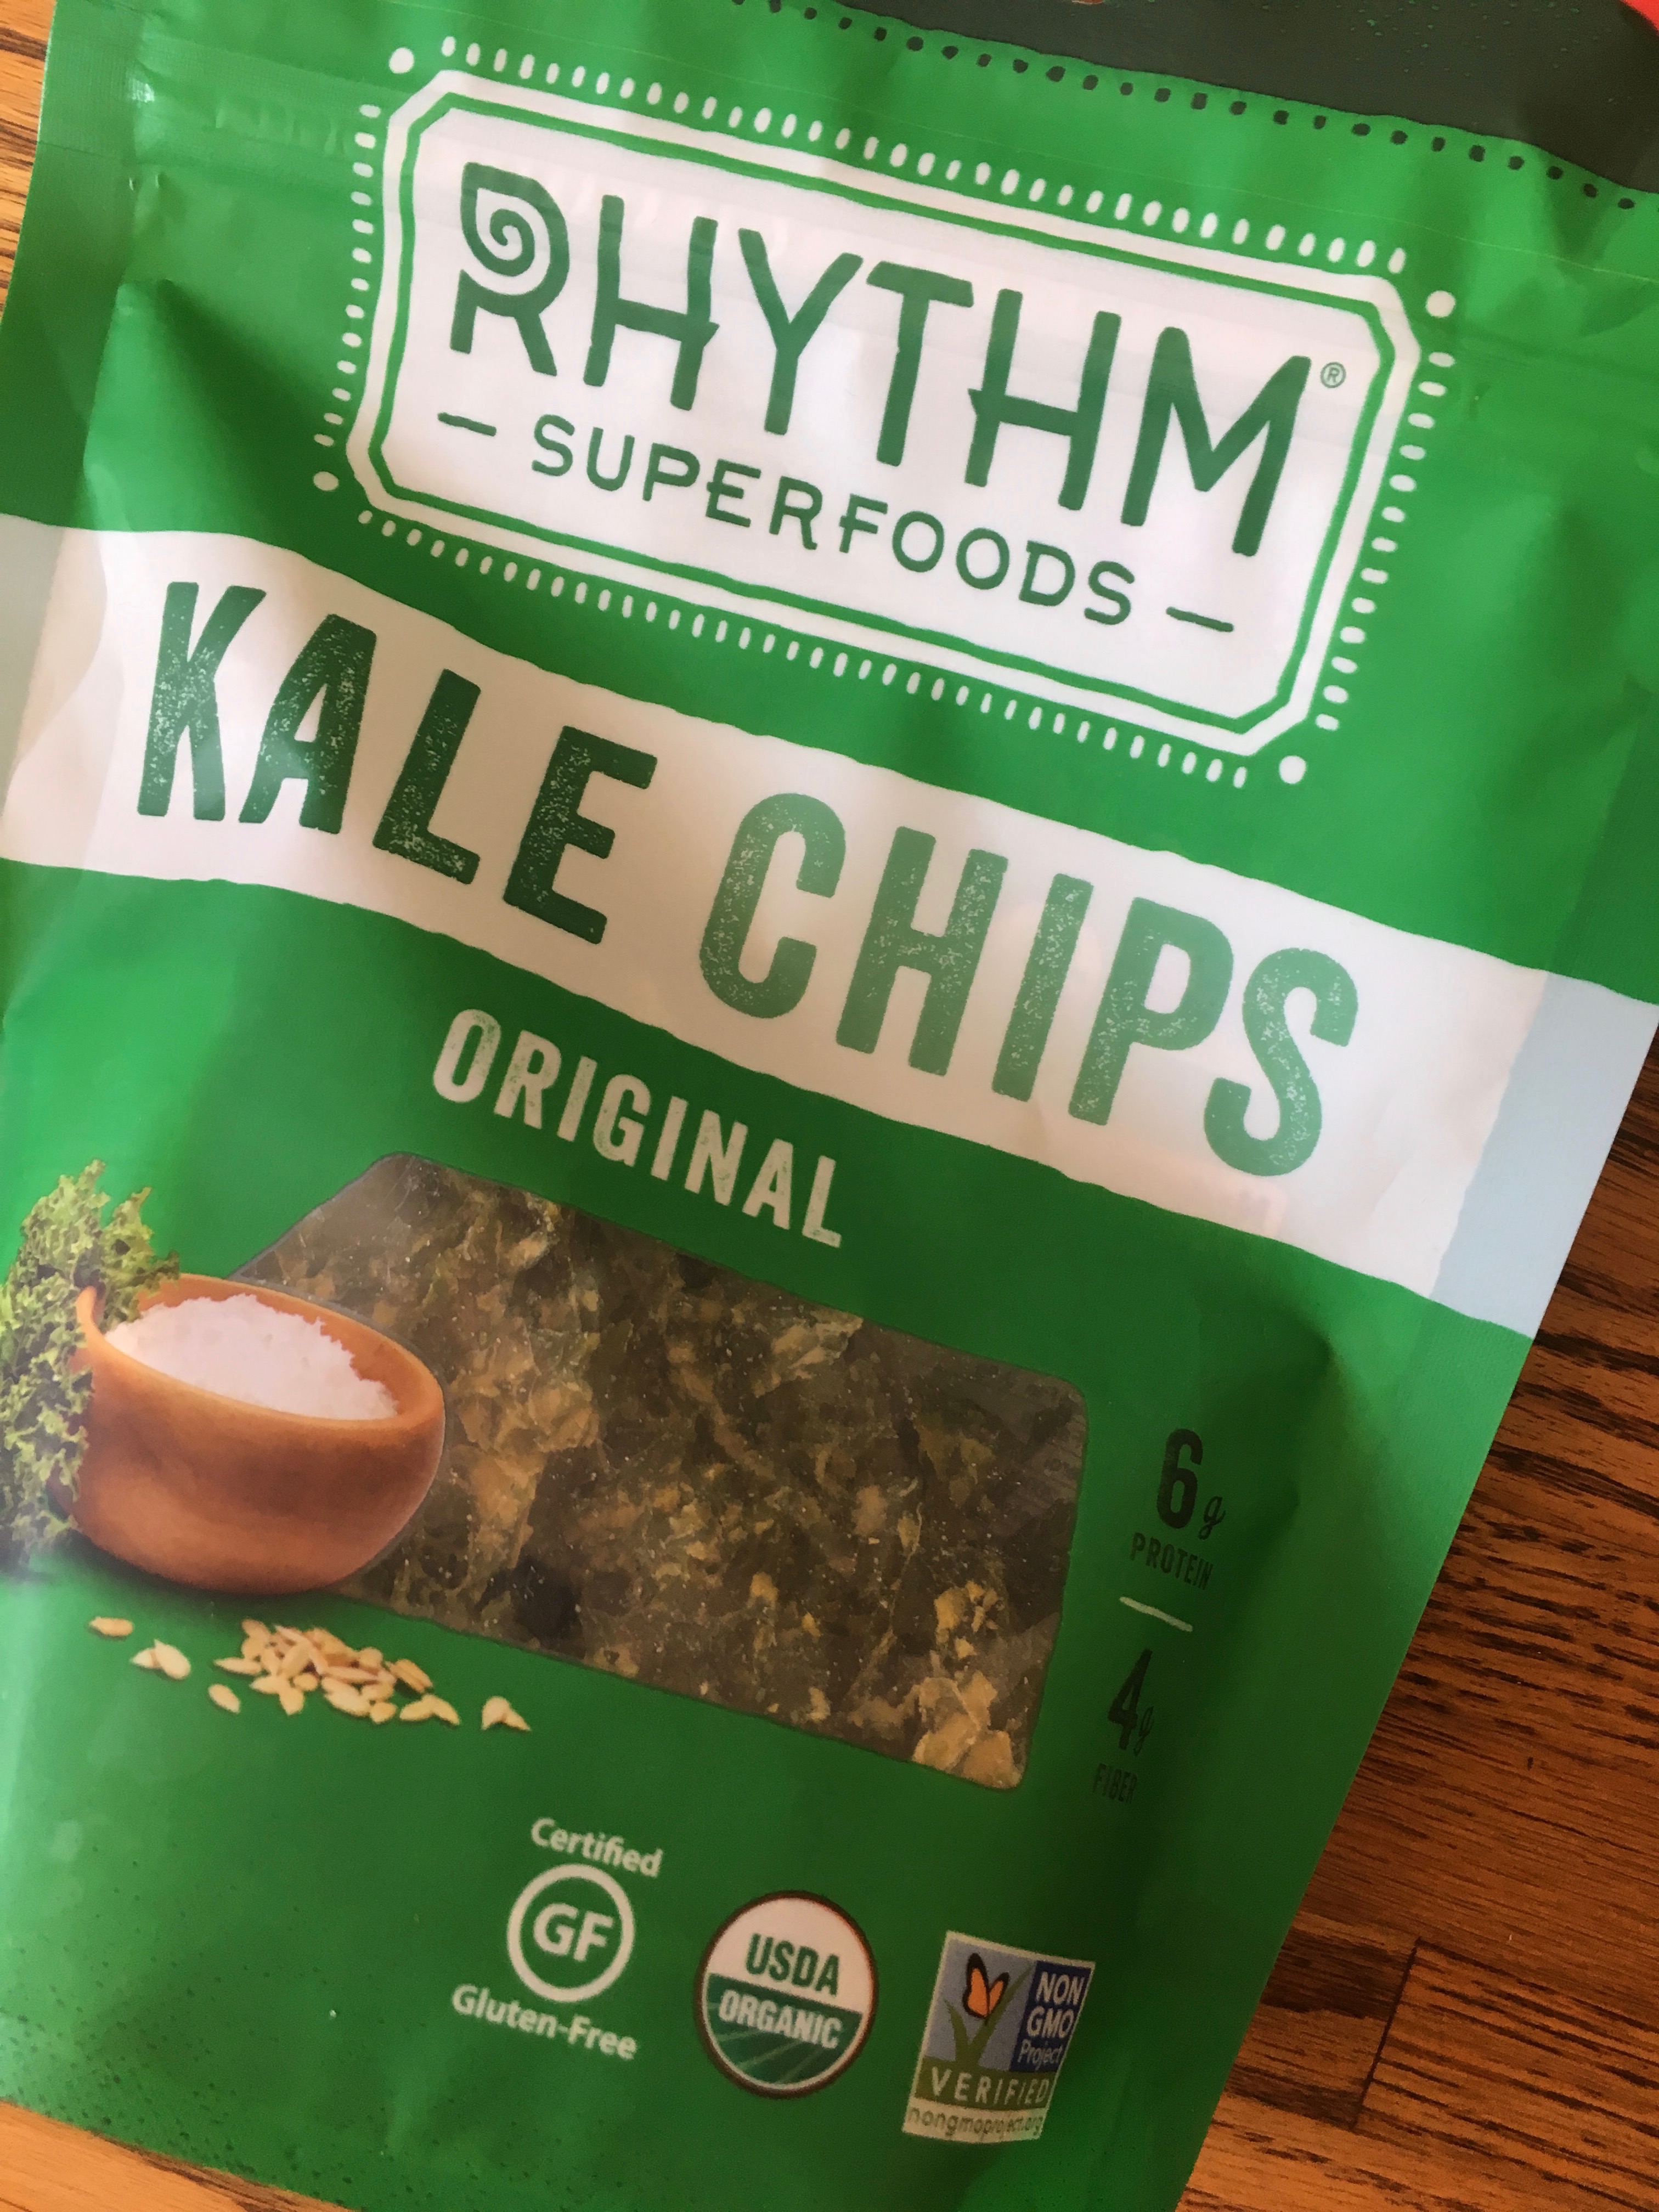 RHYTHM®
– SUPERFOODS –
KALE CHIPS
ORIGINAL
6g
PROTEIN
4g
FIBER
Certified
GF
Gluten-Free
USDA
ORGANIC
NON
GMO
Project
VERIFIED
nongmoproject.org